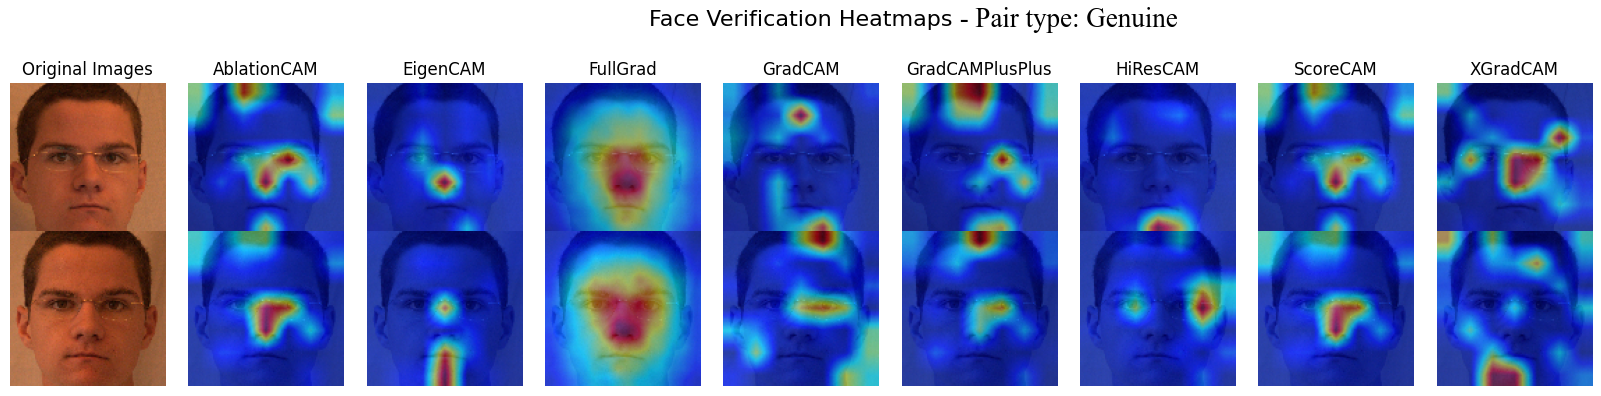 Face Verification Heatmaps - Pair type: Genuine
Original Images
AblationCAM
EigenCAM
FullGrad
GradCAM
GradCAMPlusPlus
HiResCAM
ScoreCAM
XGradCAM